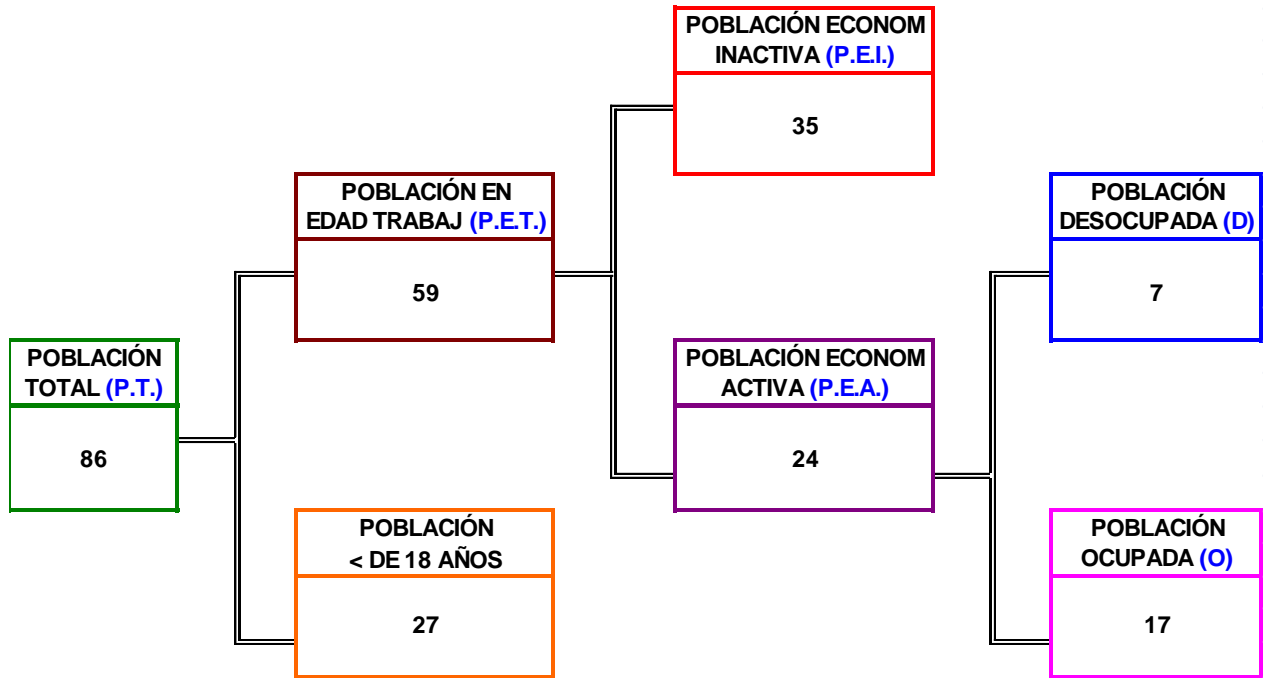 POBLACIÓN ECONOM
INACTIVA (P.E.I.)
35
POBLACIÓN EN
EDAD TRABAJ (P.E.T.)
59
POBLACIÓN
DESOCUPADA (D)
7
POBLACIÓN
TOTAL (P.T.)
86
POBLACIÓN ECONOM
ACTIVA (P.E.A.)
24
POBLACIÓN
< DE 18 AÑOS
27
POBLACIÓN
OCUPADA (O)
17